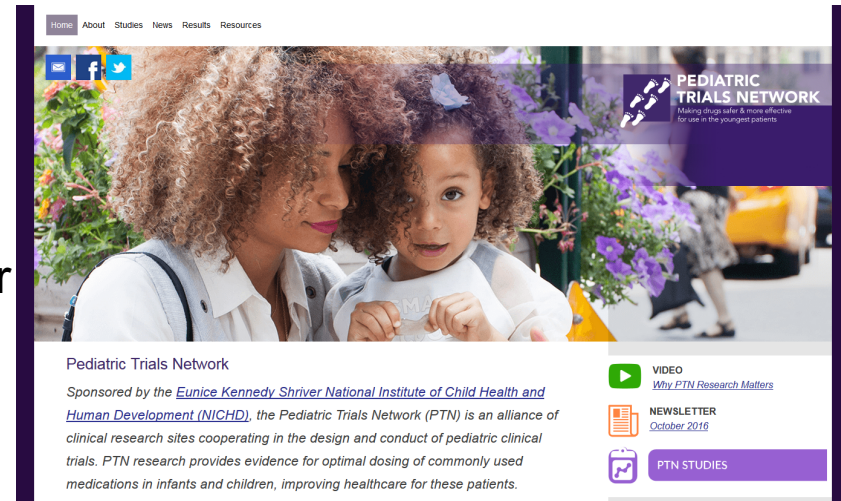 Home About Studies News Results Resources
PEDIATRIC
TRIALS NETWORK
Making drugs safer & more effective
for use in the youngest patients
r
Pediatric Trials Network
Sponsored by the Eunice Kennedy Shriver National Institute of Child Health and
Human Development (NICHD), the Pediatric Trials Network (PTN) is an alliance of
clinical research sites cooperating in the design and conduct of pediatric clinical
trials. PTN research provides evidence for optimal dosing of commonly used
medications in infants and children, improving healthcare for these patients.
VIDEO
Why PTN Research Matters
NEWSLETTER
October 2016
PTN STUDIES